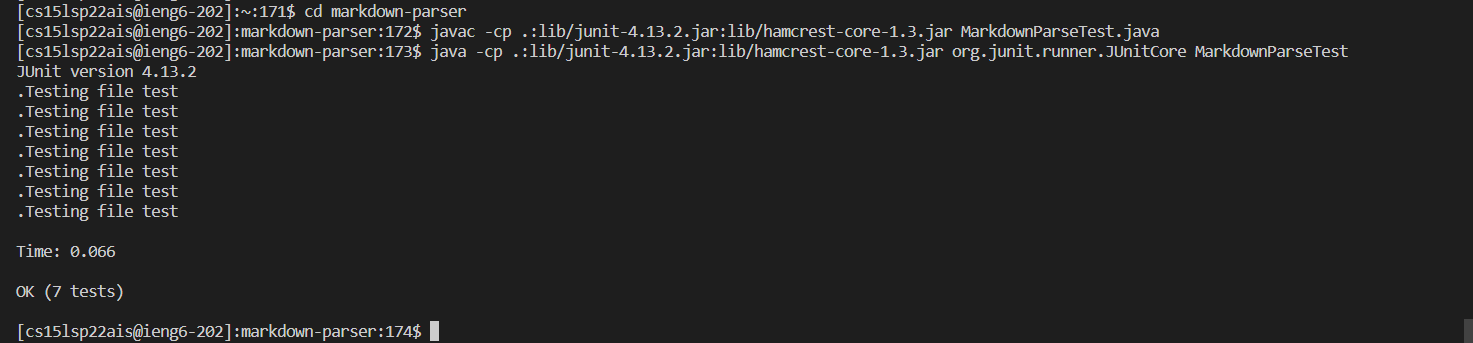 [cs15lsp22ais@ieng6-202]:~:171$ cd markdown-parser
[cs15lsp22ais@ieng6-202]:markdown-parser:172$ javac -cp .:lib/junit-4.13.2.jar:lib/hamcrest-core-1.3.jar MarkdownParseTest.java
[cs15lsp22ais@ieng6-202]:markdown-parser:173$ java -cp .:lib/junit-4.13.2.jar:lib/hamcrest-core-1.3.jar org.junit.runner.JUnitCore MarkdownParseTest
JUnit version 4.13.2
.Testing file test
.Testing file test
.Testing file test
.Testing file test
.Testing file test
.Testing file test
.Testing file test
Time: 0.066
OK (7 tests)
[cs15lsp22ais@ieng6-202]:markdown-parser:174$